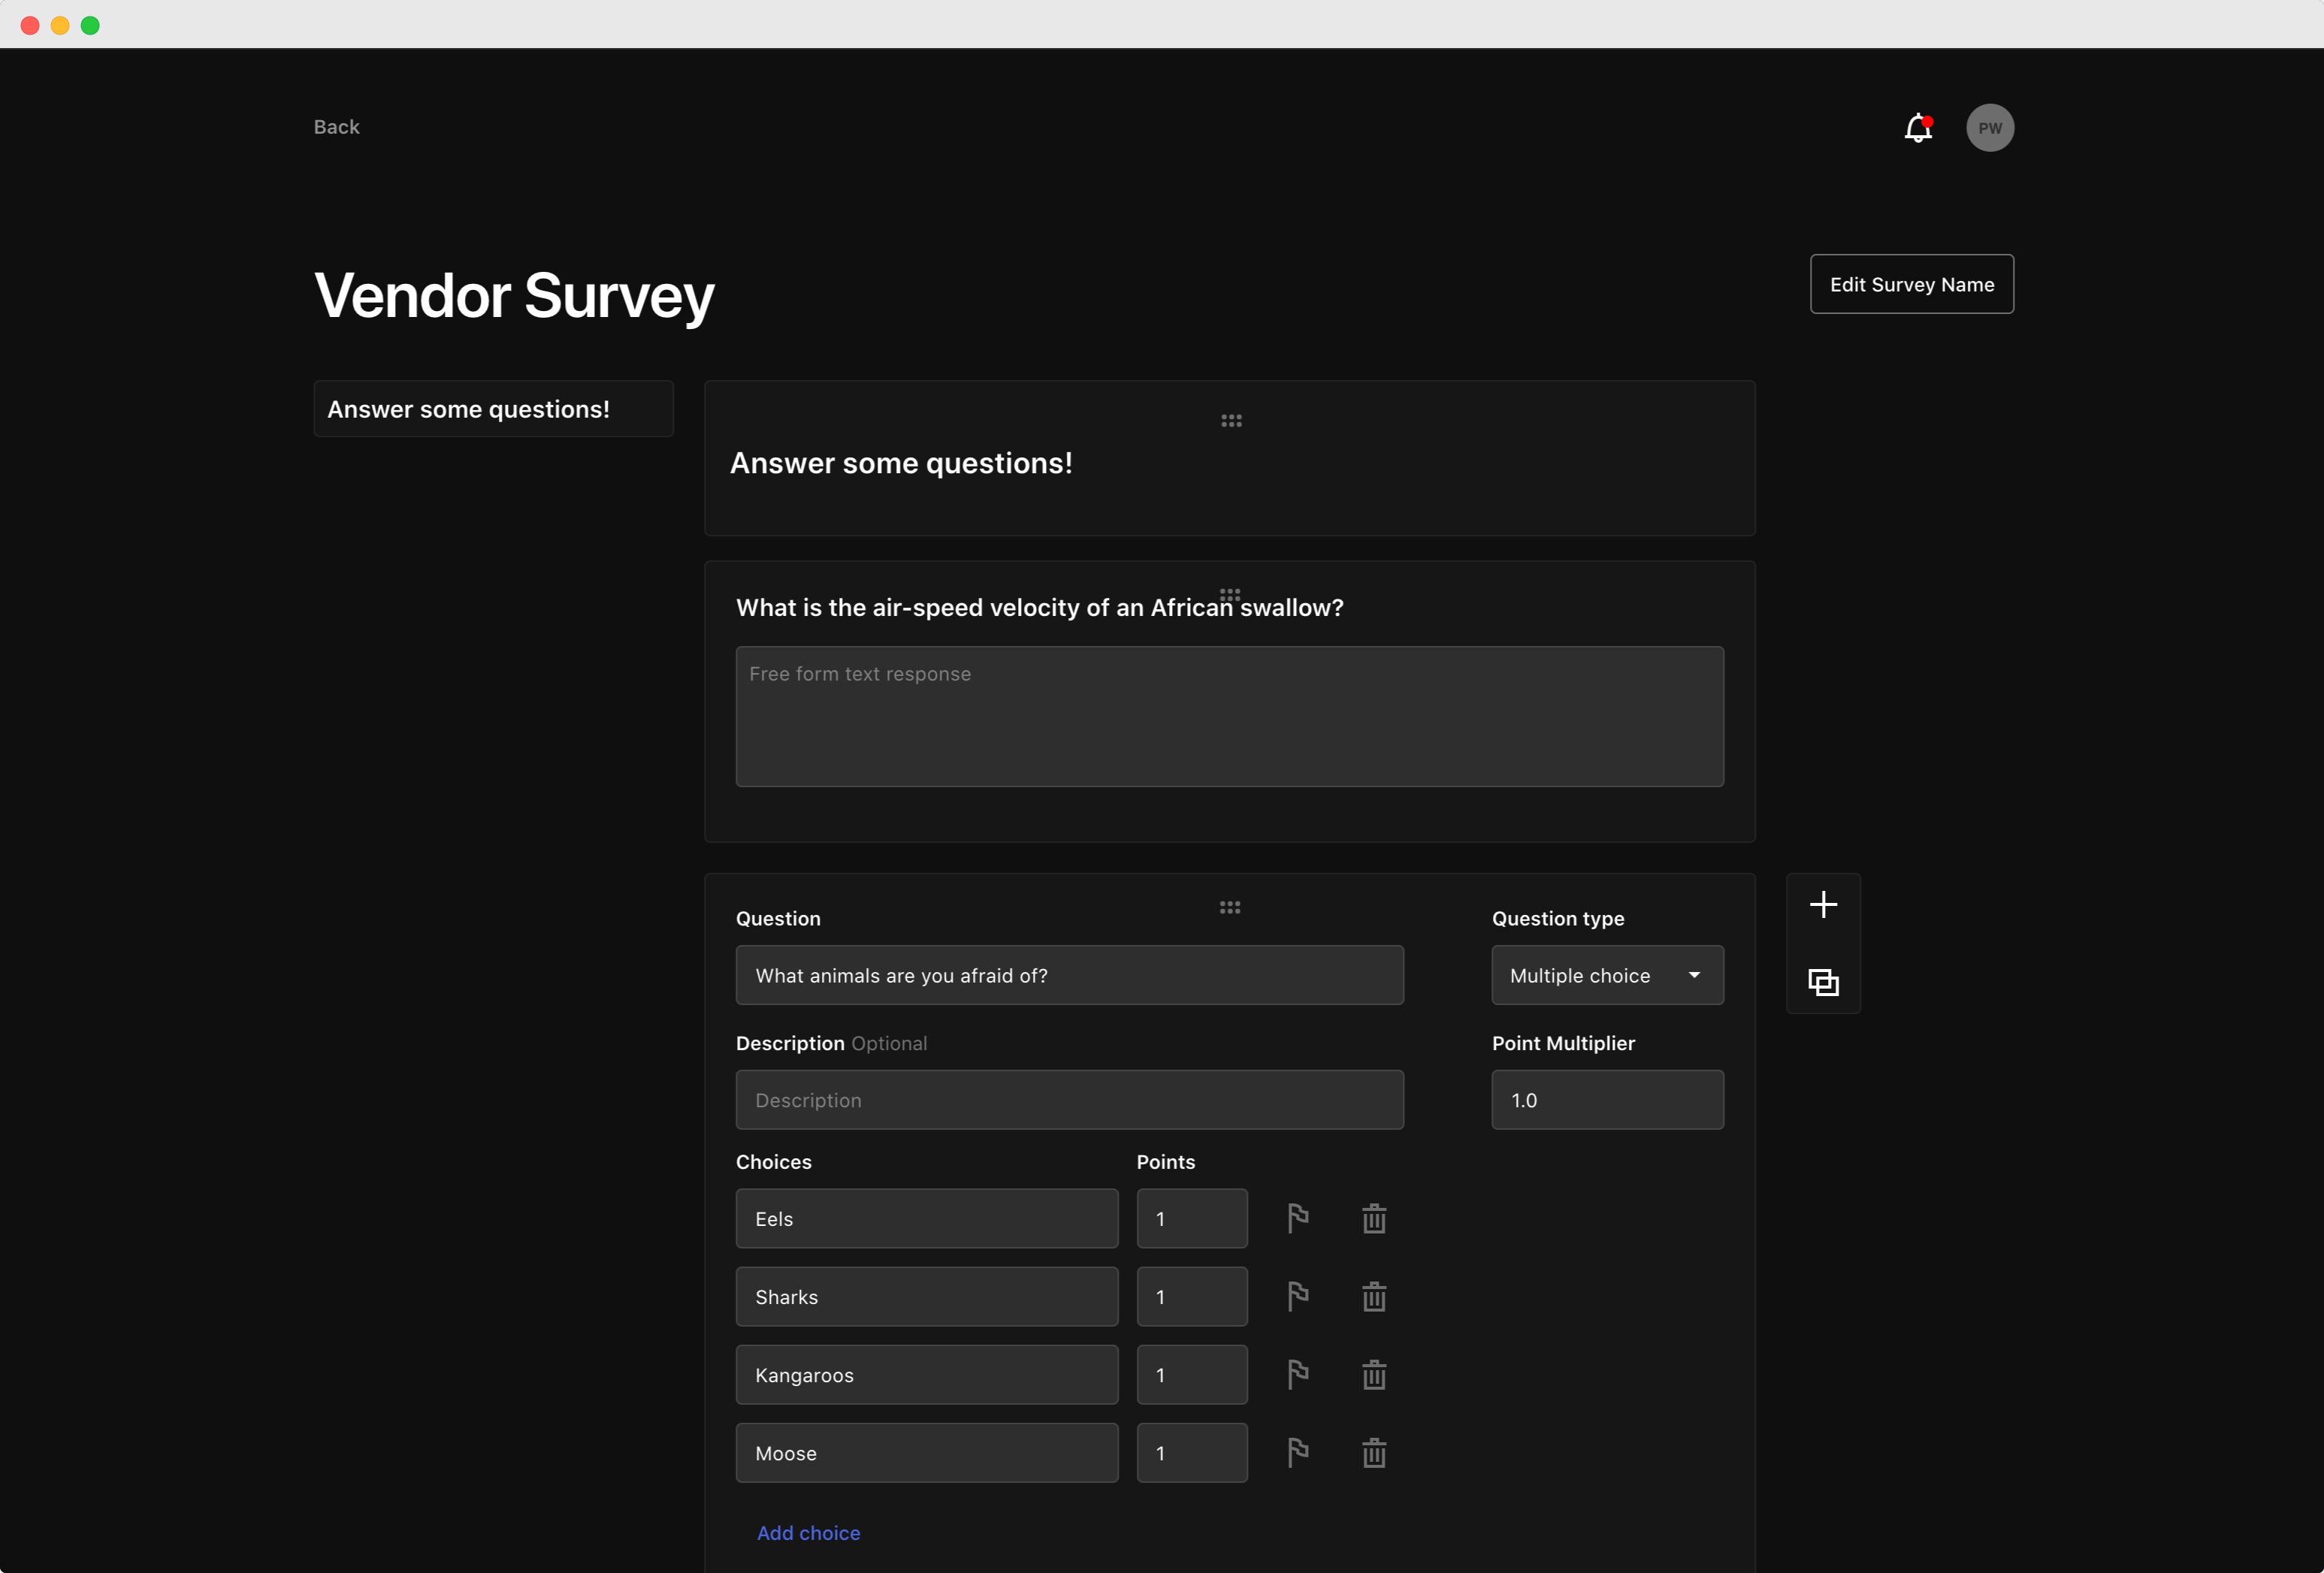 Back
PW
Vendor Survey
Edit Survey Name
Answer some questions!
Answer some questions!
What is the air-speed velocity of an African swallow?
Free form text response
Question
Question type
What animals are you afraid of?
Multiple choice
Description Optional
Point Multiplier
Description
1.0
Choices
Points
Eels
1
Sharks
1
Kangaroos
1
Moose
1
Add choice